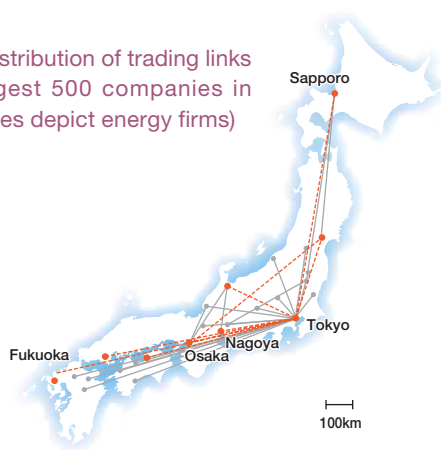 stribution of trading links
gest 500 companies in
es depict energy firms)
Sapporo
Tokyo
Nagoya
Fukuoka
Osaka
100km